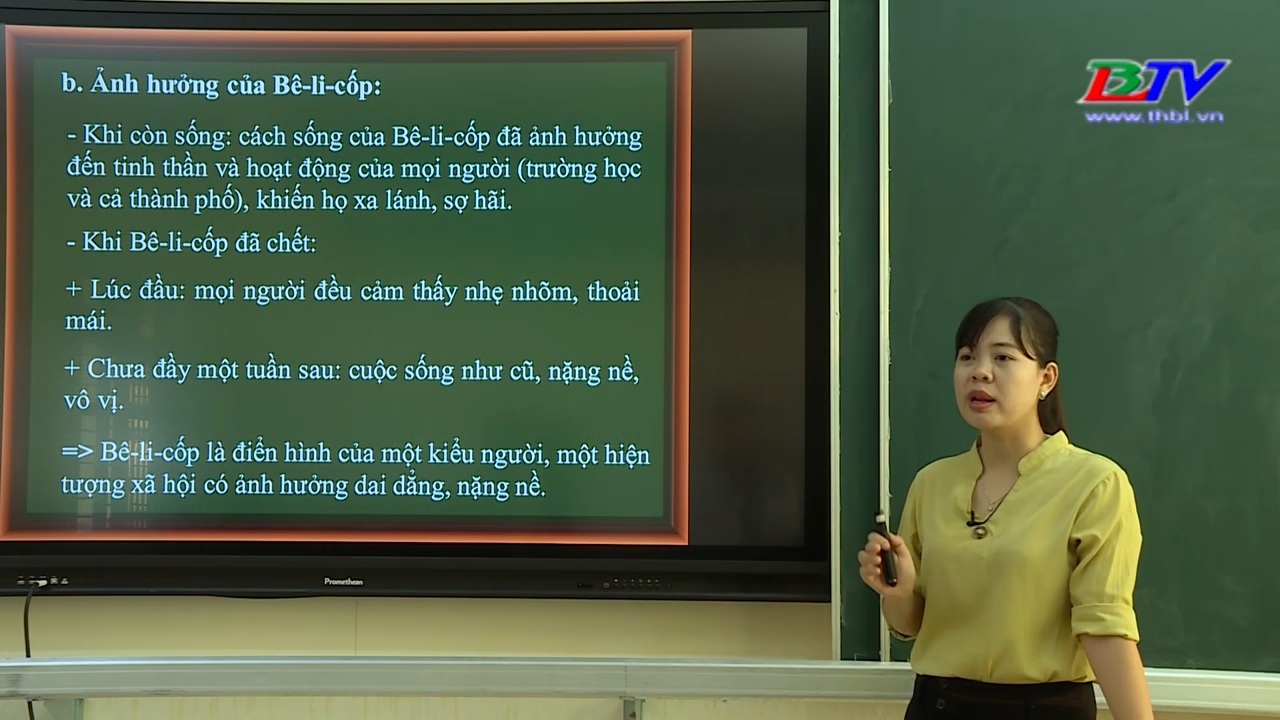 b. Ảnh hưởng của Bê-li-cốp:
- Khi còn sống: cách sống của Bê-li-cốp đã ảnh hưởng
đến tinh thần và hoạt động của mọi người (trường học
và cả thành phố), khiến họ xa lánh, sợ hãi.
- Khi Bê-li-cốp đã chết:
+ Lúc đầu: mọi người đều cảm thấy nhẹ nhõm, thoải
mái.
+ Chưa đầy một tuần sau: cuộc sống như cũ, nặng nề,
vô vị.
=> Bê-li-cốp là điển hình của một kiểu người, một hiện
tượng xã hội có ảnh hưởng dai dẳng, nặng nề.
Promethean
BTV
www.thbl.vn